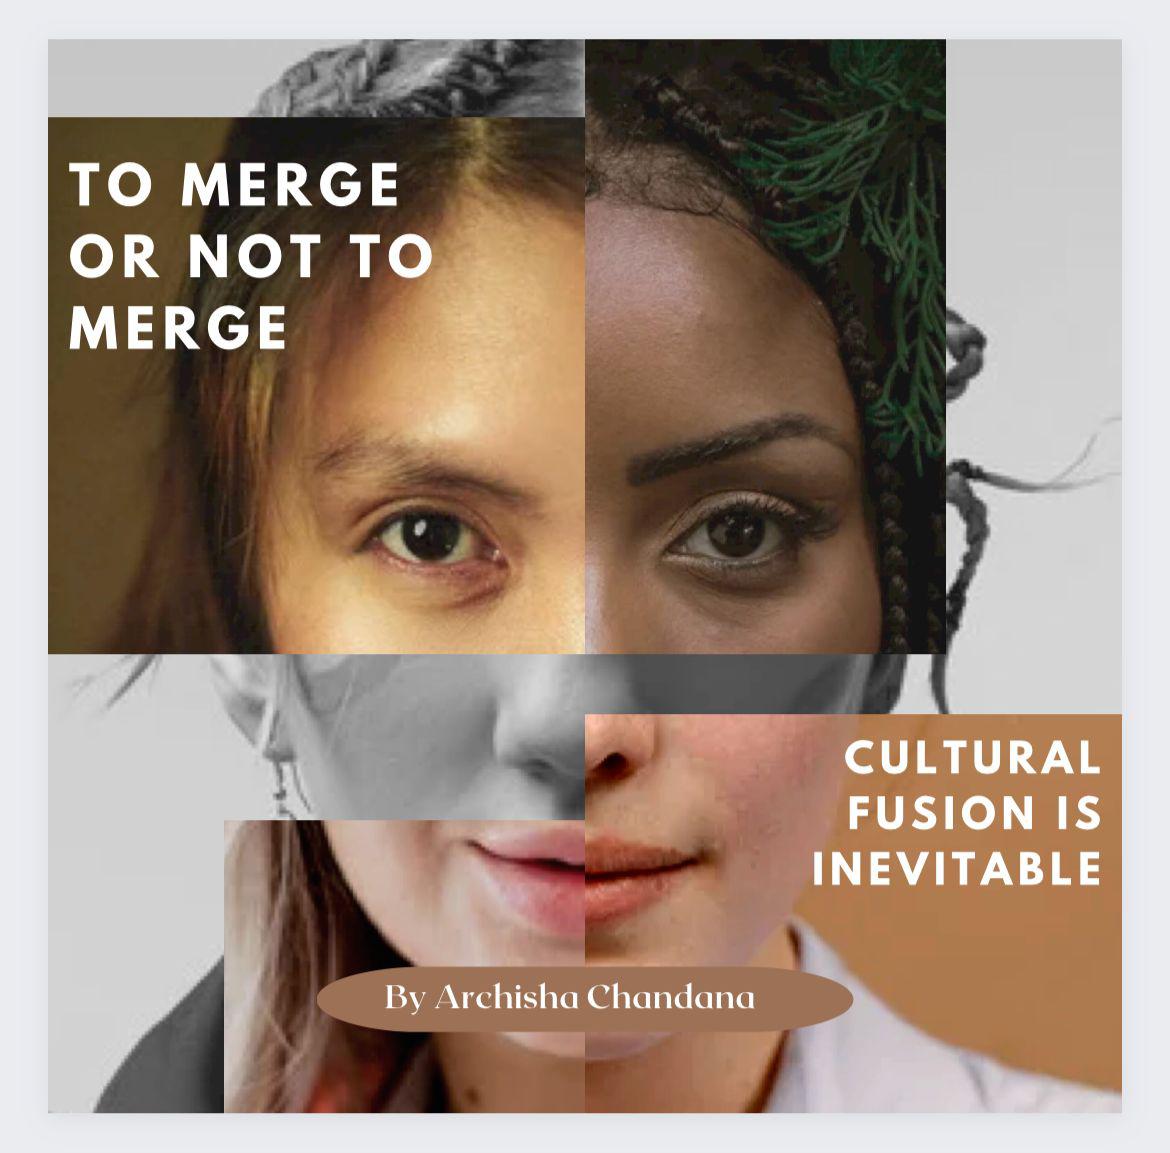 TO MERGE
OR NOT TO
MERGE
CULTURAL
FUSION IS
INEVITABLE
By Archisha Chandana